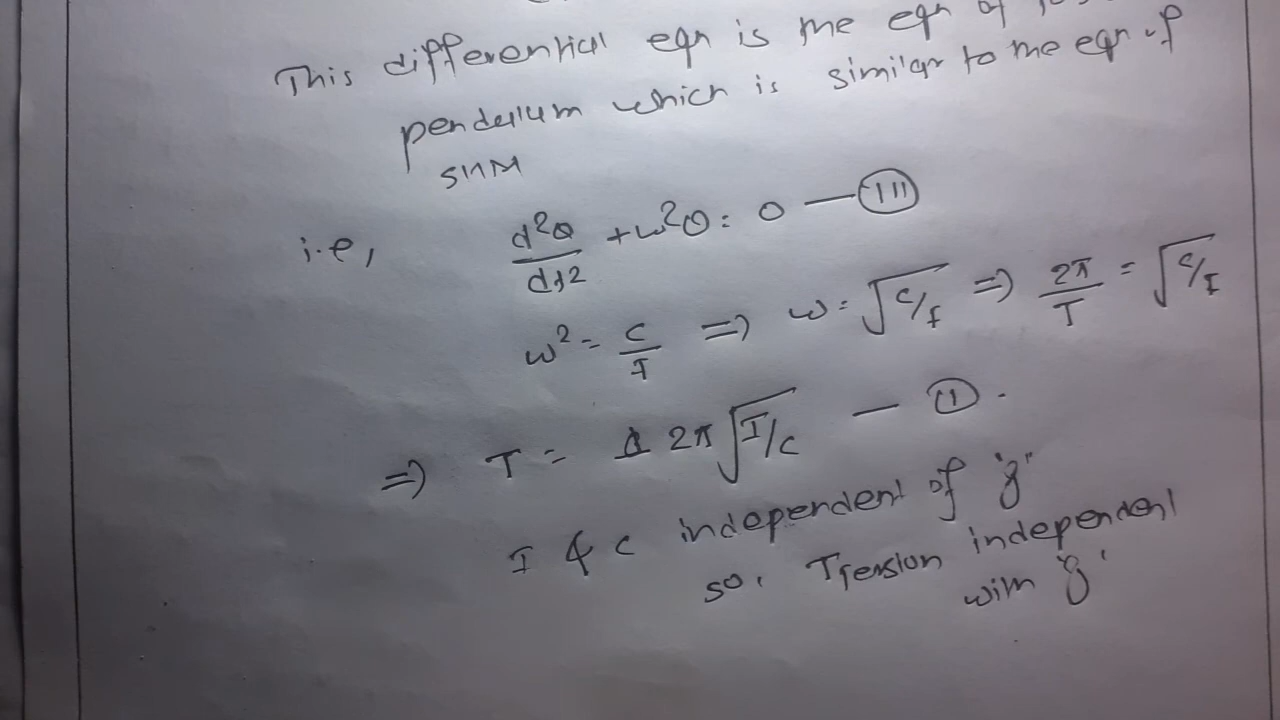 This differential eqn is the eqn of
pendulum which is similar to the eqn of
SHM
i.e, d²θ/dt² + ω²θ = 0 — (III)
ω² = C/I ⇒ ω = √C/I ⇒ 2π/T = √C/I
⇒ T = 2π √I/C — (1).
I & C independent of "g"
so, Ttension independent
with 'g'